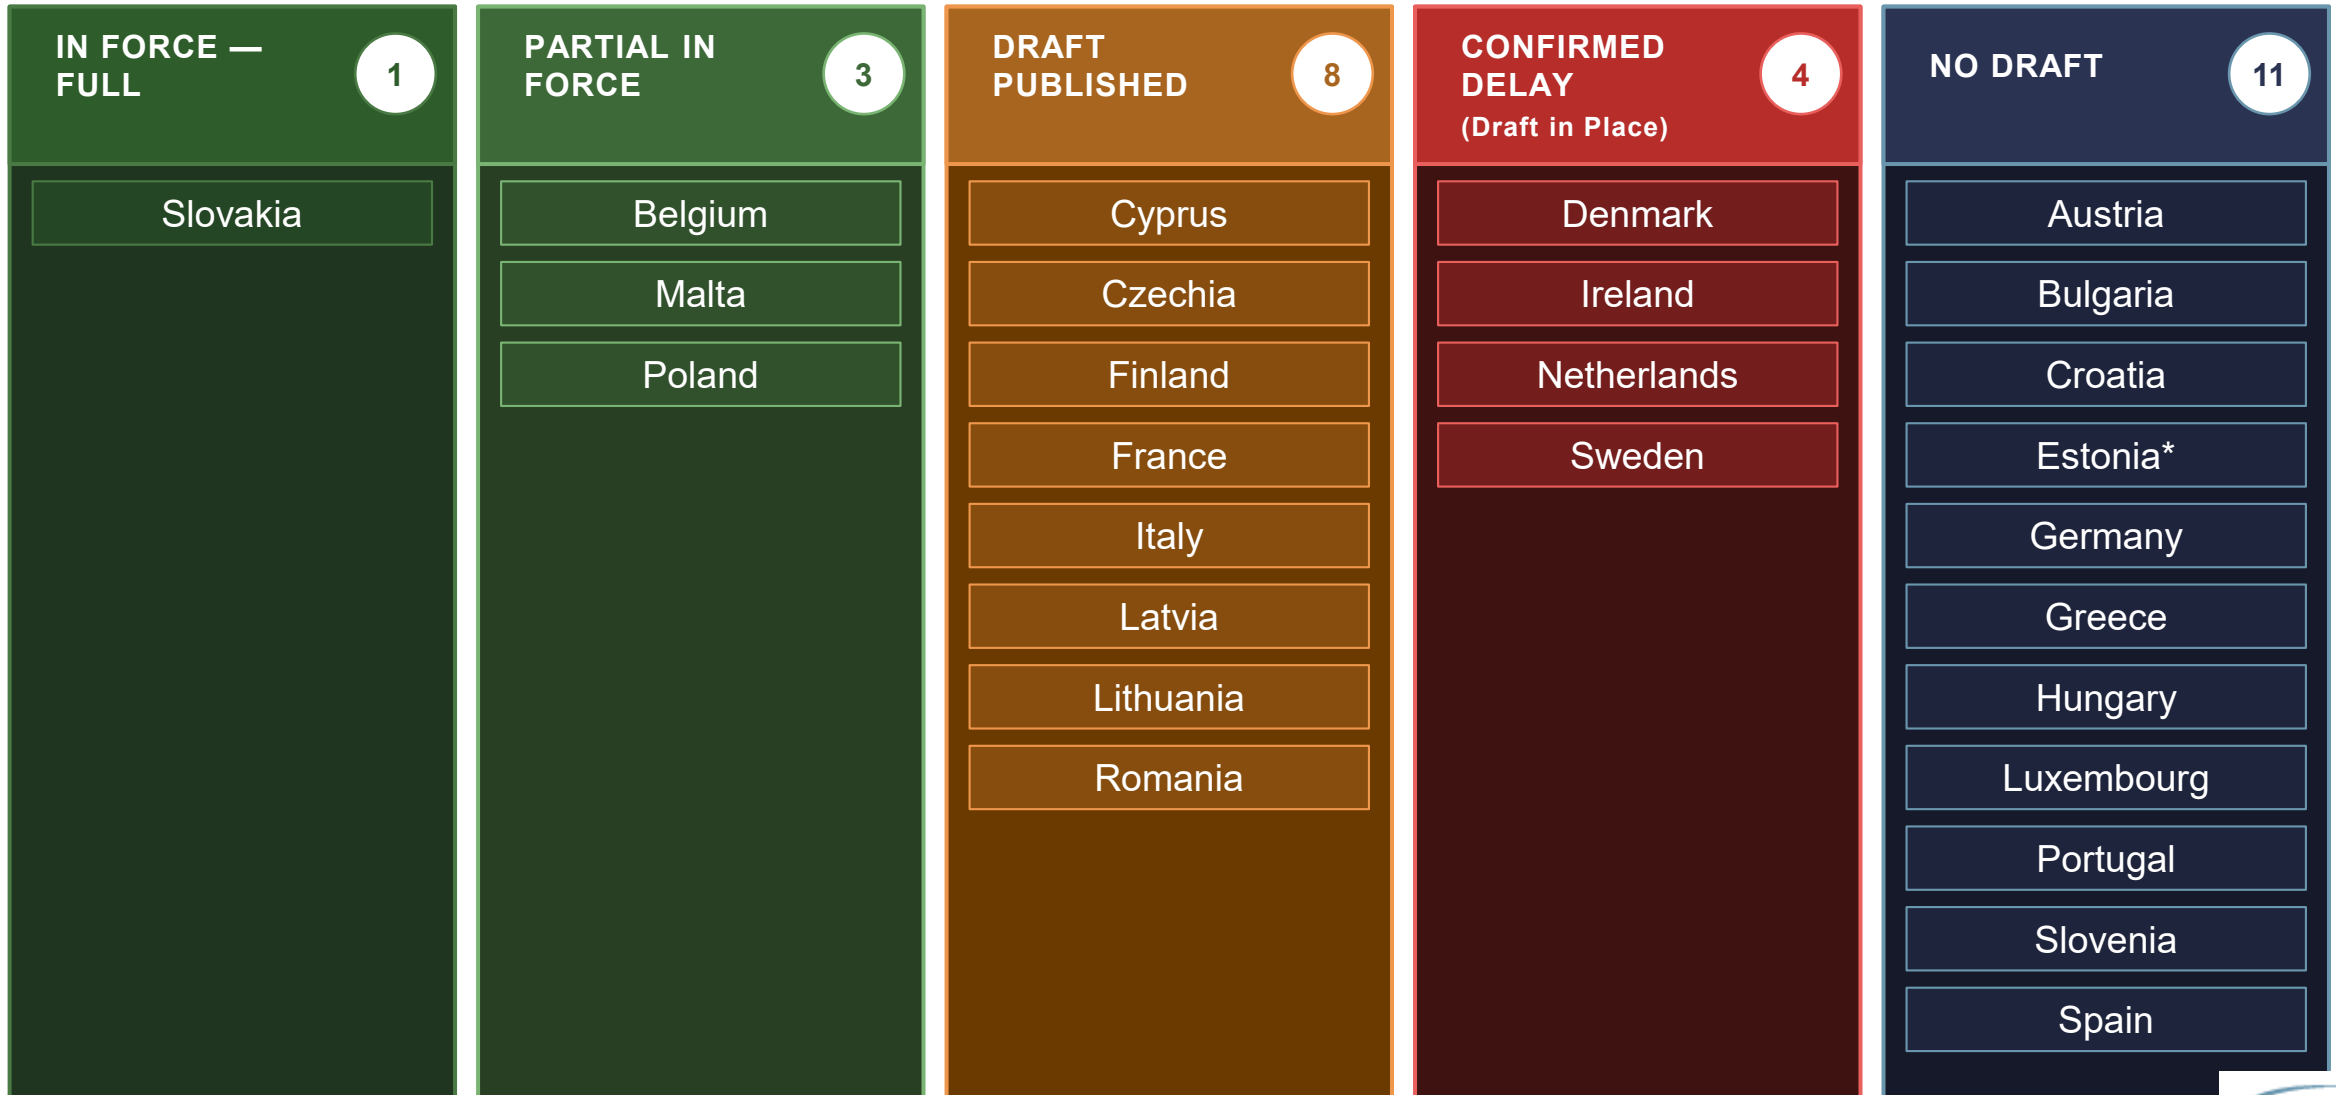 IN FORCE —
FULL
1
Slovakia
PARTIAL IN
FORCE
3
Belgium
Malta
Poland
DRAFT
PUBLISHED
8
Cyprus
Czechia
Finland
France
Italy
Latvia
Lithuania
Romania
CONFIRMED
DELAY
(Draft in Place)
4
Denmark
Ireland
Netherlands
Sweden
NO DRAFT
11
Austria
Bulgaria
Croatia
Estonia*
Germany
Greece
Hungary
Luxembourg
Portugal
Slovenia
Spain